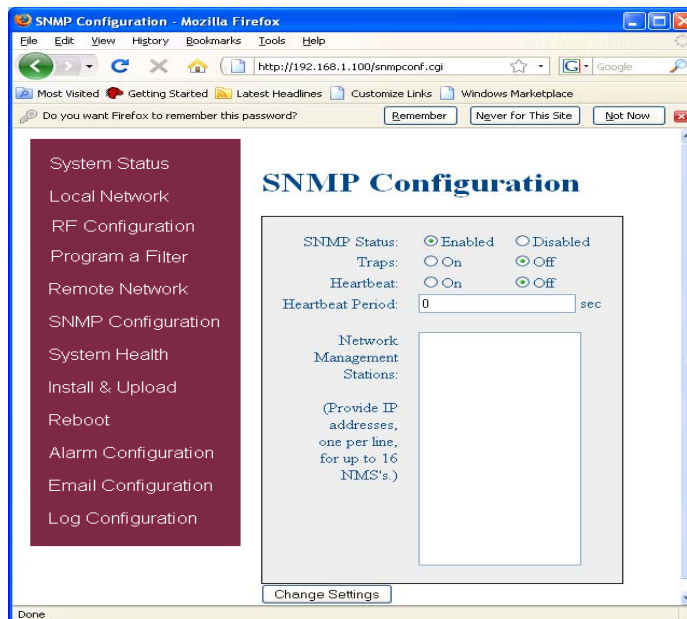 SNMP Configuration - Mozilla Firefox
File Edit View History Bookmarks Tools Help
http://192.168.1.100/snmpconf.cgi
G Google
Most Visited Getting Started Latest Headlines Customize Links Windows Marketplace
Do you want Firefox to remember this password? Remember Never for This Site Not Now
System Status
Local Network
RF Configuration
Program a Filter
Remote Network
SNMP Configuration
System Health
Install & Upload
Reboot
Alarm Configuration
Email Configuration
Log Configuration
SNMP Configuration
SNMP Status: Enabled Disabled
Traps: On Off
Heartbeat: On Off
Heartbeat Period: 0 sec
Network
Management
Stations:
(Provide IP
addresses,
one per line,
for up to 16
NMS's.)
Change Settings
Done